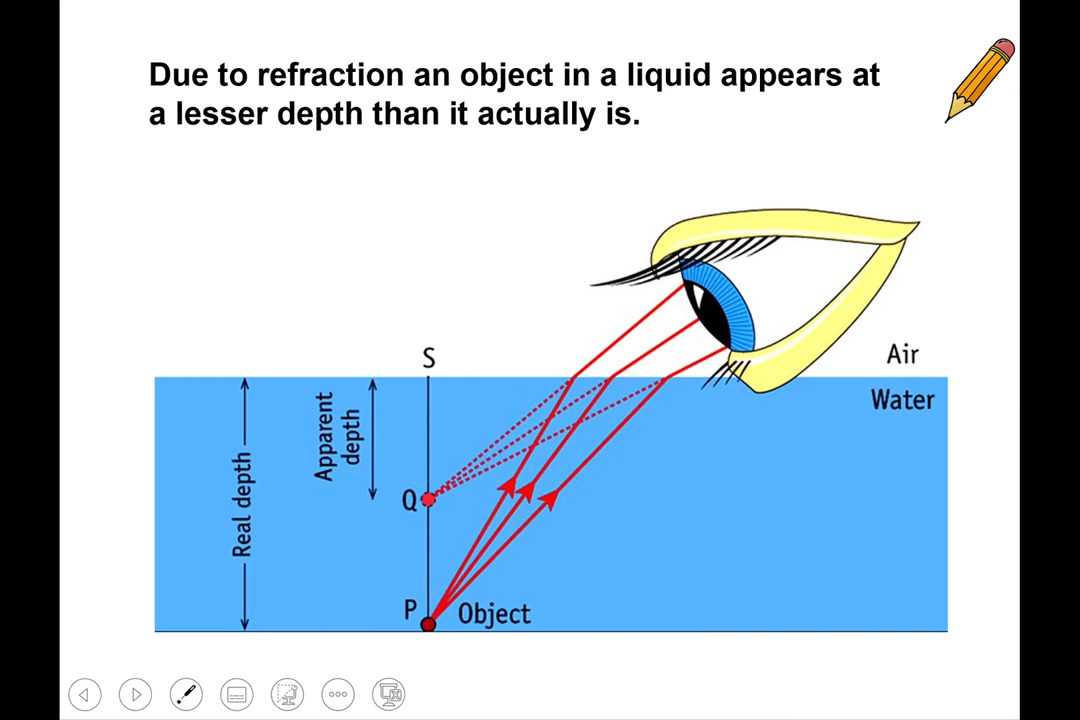 Due to refraction an object in a liquid appears at
a lesser depth than it actually is.
S
Air
Water
Apparent
depth
Real depth
Q
P
Object